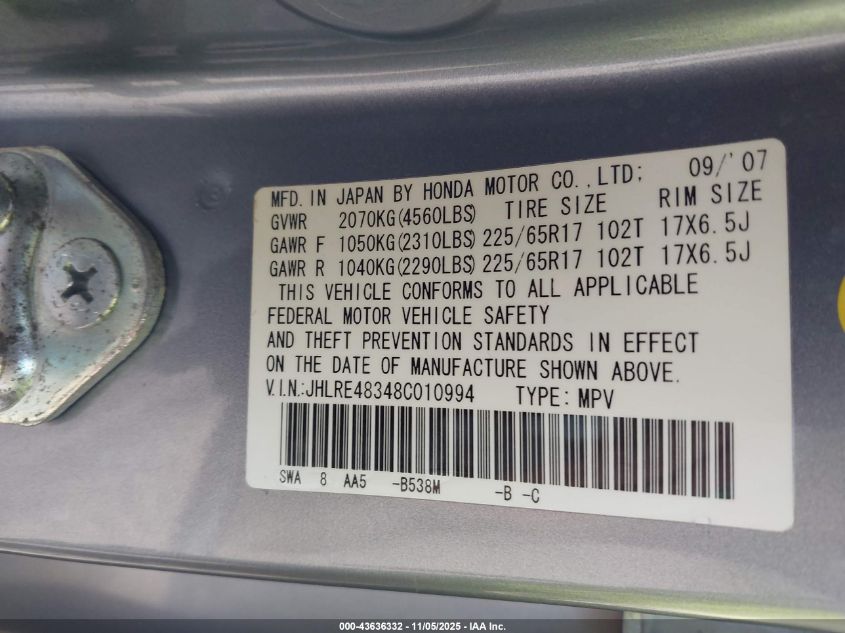 MFD. IN JAPAN BY HONDA MOTOR CO.,LTD; 09/'07
GVWR 2070KG(4560LBS) TIRE SIZE RIM SIZE
GAWR F 1050KG(2310LBS) 225/65R17 102T 17X6.5J
GAWR R 1040KG(2290LBS) 225/65R17 102T 17X6.5J
THIS VEHICLE CONFORMS TO ALL APPLICABLE
FEDERAL MOTOR VEHICLE SAFETY
AND THEFT PREVENTION STANDARDS IN EFFECT
ON THE DATE OF MANUFACTURE SHOWN ABOVE.
V.I.N.:JHLRE48348C010994 TYPE: MPV
SWA 8 AA5 -B538M -B -C
000-43636332 - 11/05/2025 - IAA Inc.